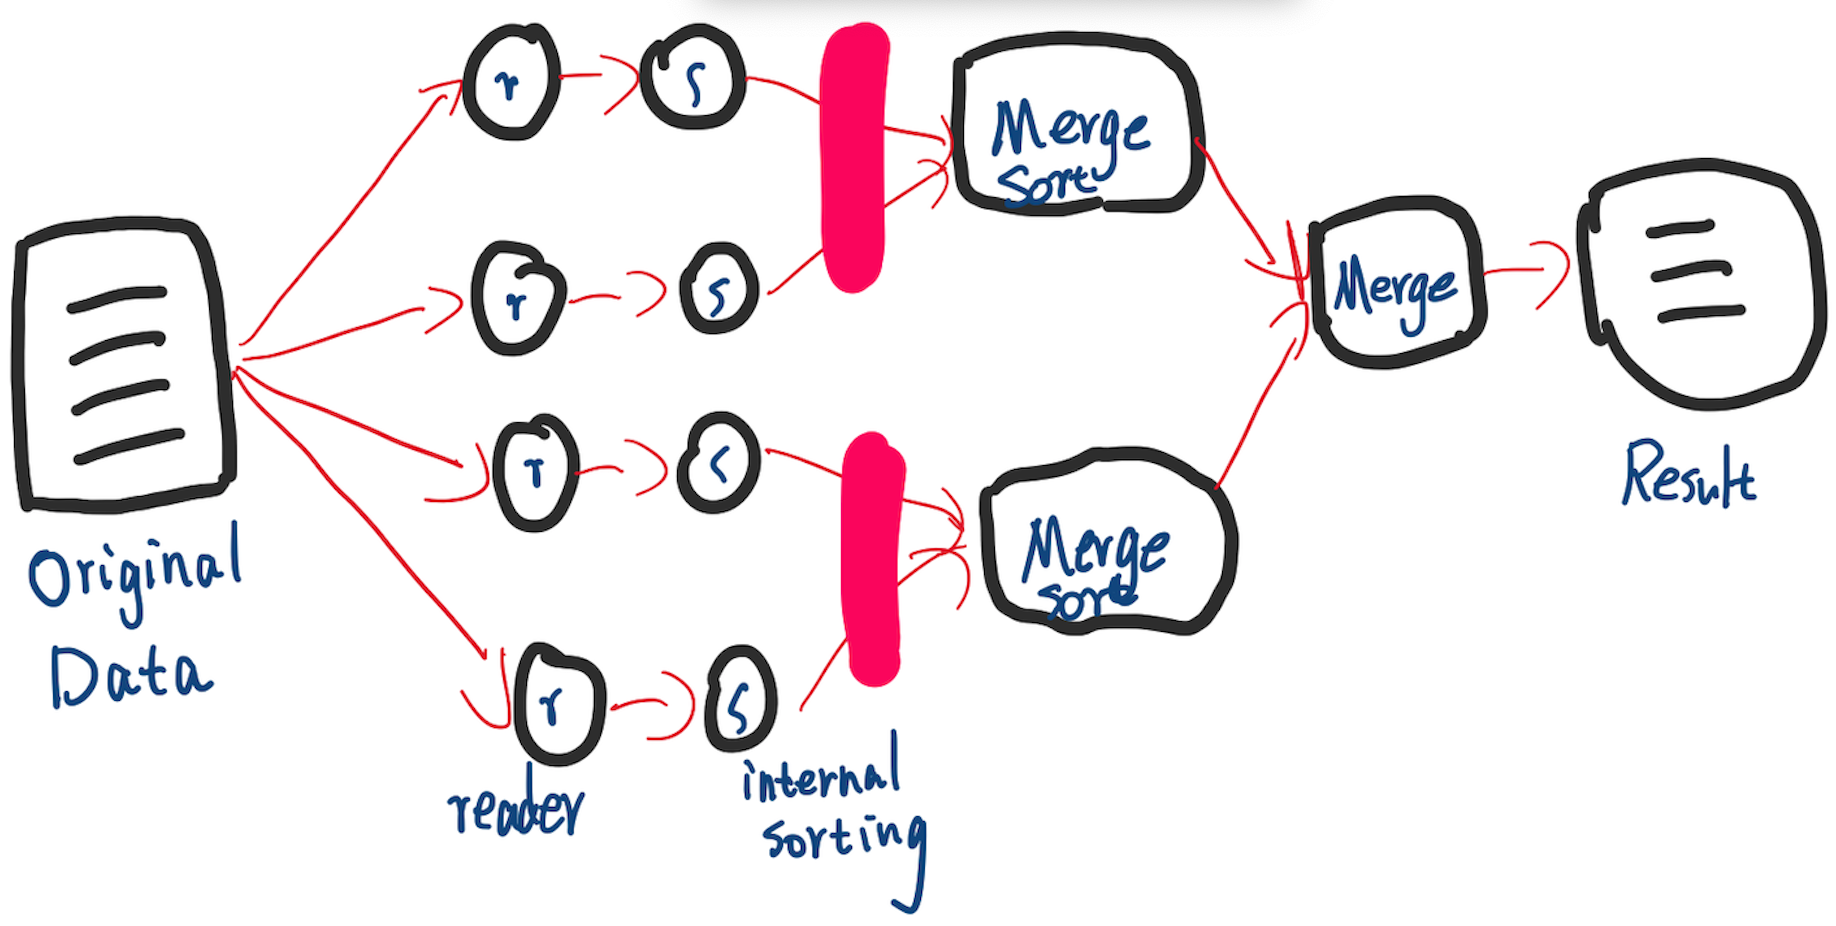 r
s
Merge
Sort
r
s
Merge
r
s
Merge
sort
r
s
Original
Data
reader
internal
sorting
Result